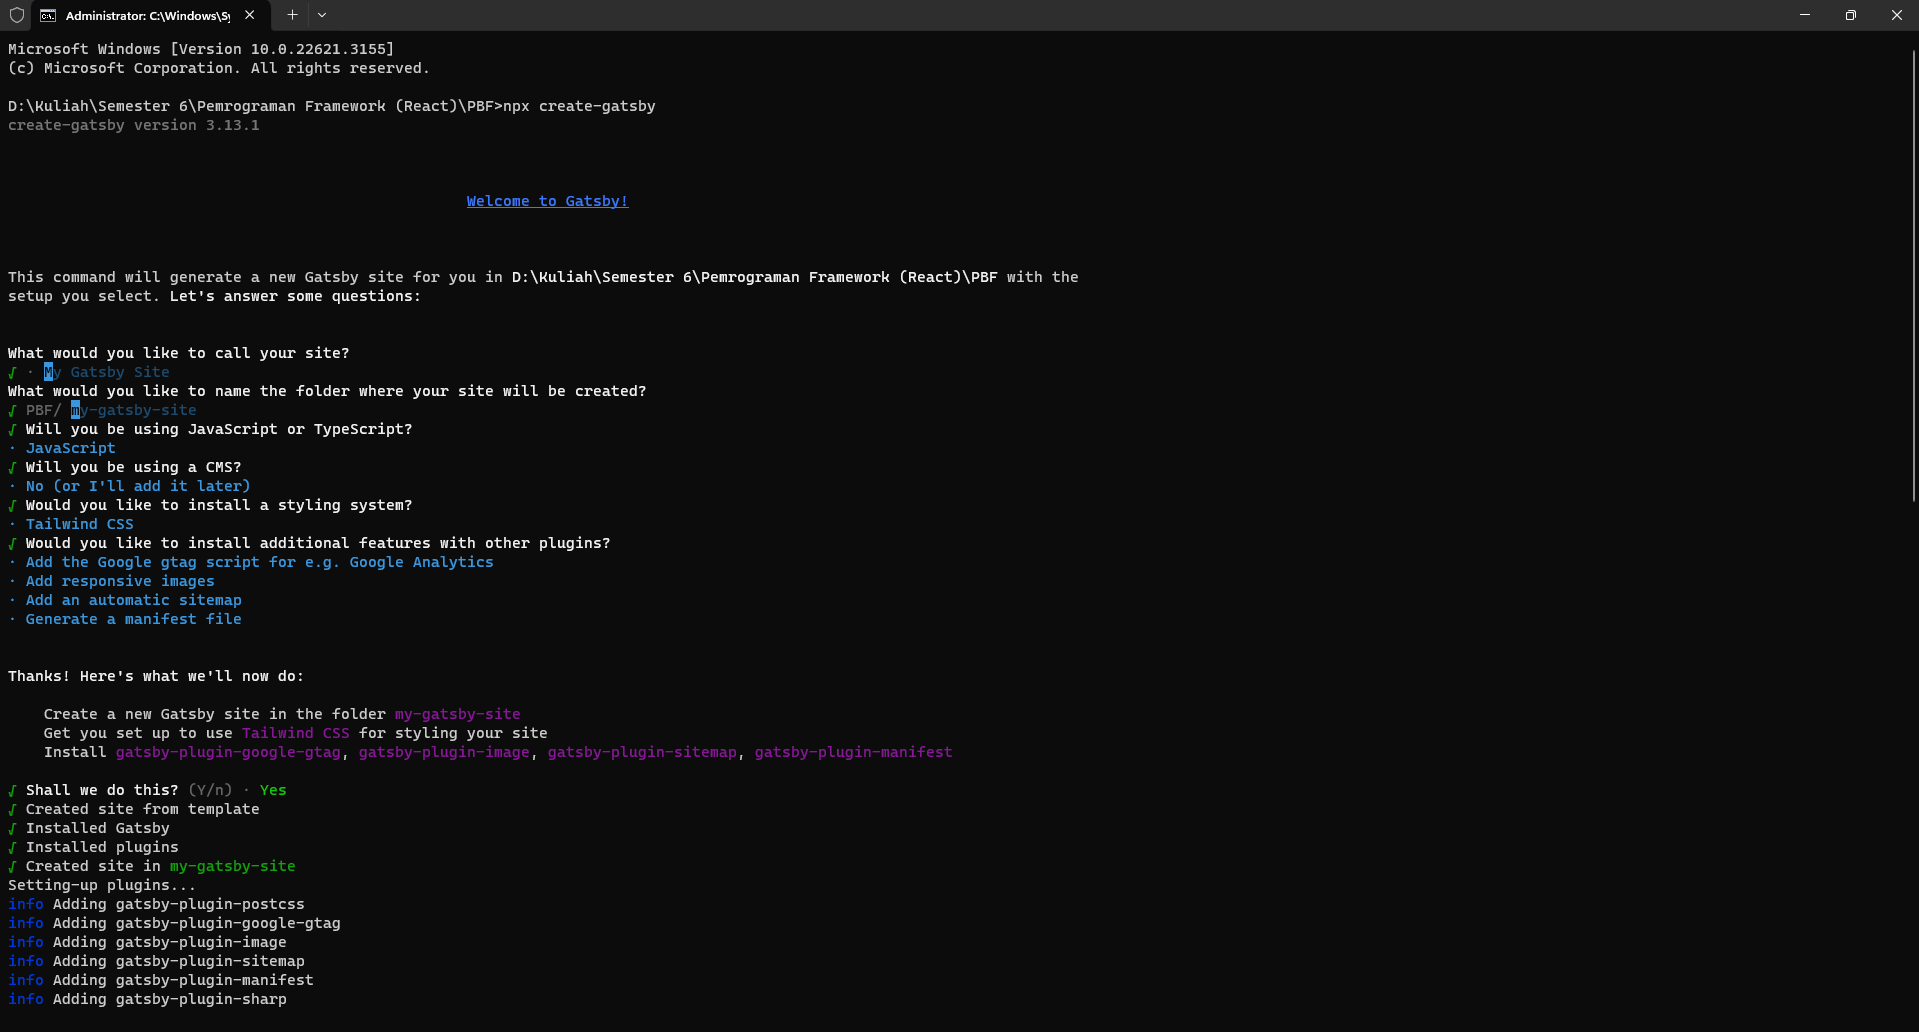 Administrator: C:\Windows\Sy
Microsoft Windows [Version 10.0.22621.3155]
(c) Microsoft Corporation. All rights reserved.
D:\Kuliah\Semester 6\Pemrograman Framework (React)\PBF>npx create-gatsby
create-gatsby version 3.13.1
Welcome to Gatsby!
This command will generate a new Gatsby site for you in D:\Kuliah\Semester 6\Pemrograman Framework (React)\PBF with the
setup you select. Let's answer some questions:
What would you like to call your site?
√ · My Gatsby Site
What would you like to name the folder where your site will be created?
√ PBF/ my-gatsby-site
√ Will you be using JavaScript or TypeScript?
· JavaScript
√ Will you be using a CMS?
· No (or I'll add it later)
√ Would you like to install a styling system?
· Tailwind CSS
√ Would you like to install additional features with other plugins?
· Add the Google gtag script for e.g. Google Analytics
· Add responsive images
· Add an automatic sitemap
· Generate a manifest file
Thanks! Here's what we'll now do:
Create a new Gatsby site in the folder my-gatsby-site
Get you set up to use Tailwind CSS for styling your site
Install gatsby-plugin-google-gtag, gatsby-plugin-image, gatsby-plugin-sitemap, gatsby-plugin-manifest
√ Shall we do this? (Y/n) · Yes
√ Created site from template
√ Installed Gatsby
√ Installed plugins
√ Created site in my-gatsby-site
Setting-up plugins...
info Adding gatsby-plugin-postcss
info Adding gatsby-plugin-google-gtag
info Adding gatsby-plugin-image
info Adding gatsby-plugin-sitemap
info Adding gatsby-plugin-manifest
info Adding gatsby-plugin-sharp